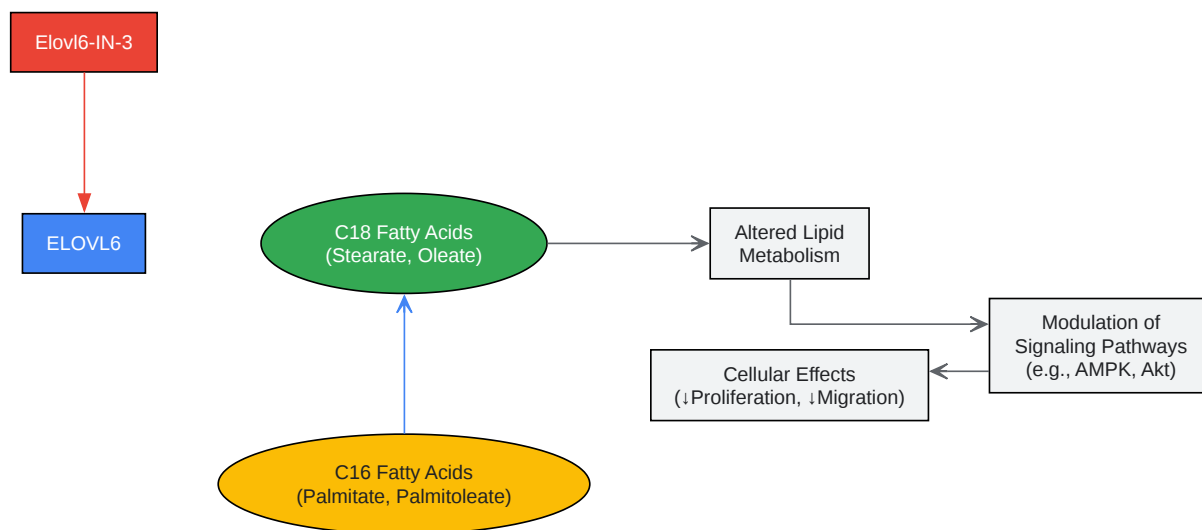 Elovl6-IN-3
ELOVL6
C18 Fatty Acids
(Stearate, Oleate)
Altered Lipid
Metabolism
Modulation of
Signaling Pathways
(e.g., AMPK, Akt)
Cellular Effects
(↓Proliferation, ↓Migration)
C16 Fatty Acids
(Palmitate, Palmitoleate)